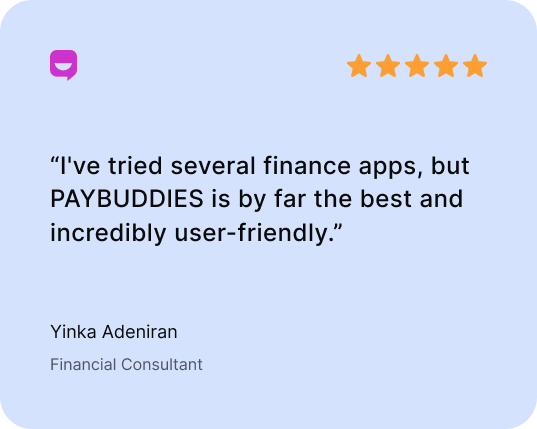 “I've tried several finance apps, but
PAYBUDDIES is by far the best and
incredibly user-friendly.”
Yinka Adeniran
Financial Consultant